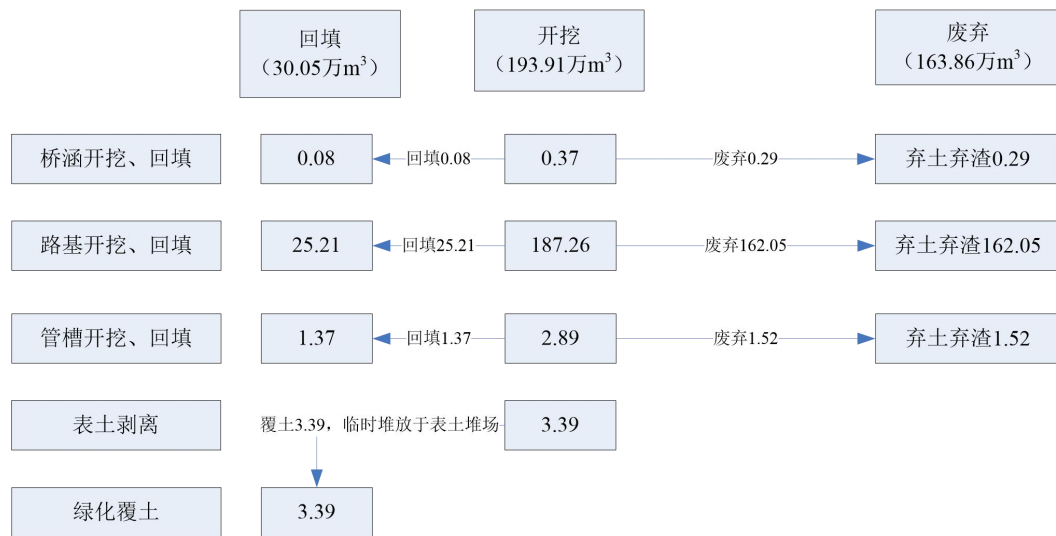 回填
（30.05万m³）
开挖
（193.91万m³）
废弃
（163.86万m³）
桥涵开挖、回填
0.08
回填0.08
0.37
废弃0.29
弃土弃渣0.29
路基开挖、回填
25.21
回填25.21
187.26
废弃162.05
弃土弃渣162.05
管槽开挖、回填
1.37
回填1.37
2.89
废弃1.52
弃土弃渣1.52
表土剥离
覆土3.39，临时堆放于表土堆场
3.39
绿化覆土
3.39